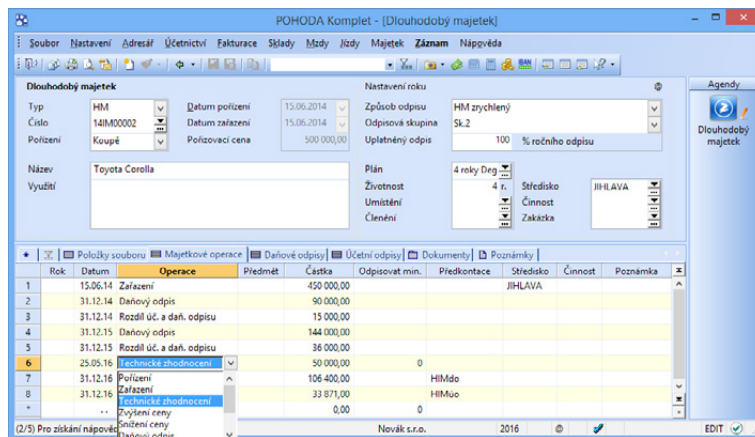 POHODA Komplet - [Dlouhodobý majetek]
Soubor Nastavení Adresář Účetnictví Fakturace Sklady Mzdy Jízdy Majetek Záznam Nápověda
Dlouhodobý majetek
Nastavení roku
Agendy
Typ HM Datum pořízení 15.06.2014 Způsob odpisu HM zrychlený
Číslo 14IM00002 Datum zařazení 15.06.2014 Odpisová skupina Sk.2
Pořízení Koupě Pořizovací cena 500 000,00 Uplatněný odpis 100 % ročního odpisu
Dlouhodobý
majetek
Název Toyota Corolla Plán 4 roky Deg
Využití Životnost 4 r. Středisko JIHLAVA
Umístění Činnost
Členění Zakázka
Položky souboru Majetkové operace Daňové odpisy Účetní odpisy Dokumenty Poznámky
Rok Datum Operace Předmět Částka Odpisovat min. Předkontace Středisko Činnost Poznámka
1 15.06.14 Zařazení 450 000,00 JIHLAVA
2 31.12.14 Daňový odpis 90 000,00
3 31.12.14 Rozdíl úč. a daň. odpisu 15 000,00
4 31.12.15 Daňový odpis 144 000,00
5 31.12.15 Rozdíl úč. a daň. odpisu 36 000,00
6 25.05.16 Technické zhodnocení 50 000,00 0
7 31.12.16 Pořízení 106 400,00 HIMdo
Zařazení
8 31.12.16 Technické zhodnocení 33 871,00 HIMúo
* . . Zvýšení ceny 0,00 0
Snížení ceny
Daňový odpis
(2/5) Pro získání nápověd Novák s.r.o. 2016 @ EDIT